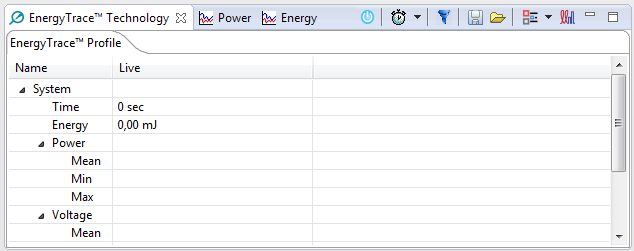 EnergyTrace™ Technology Power Energy
EnergyTrace™ Profile
Name Live
System
Time 0 sec
Energy 0,00 mJ
Power
Mean
Min
Max
Voltage
Mean